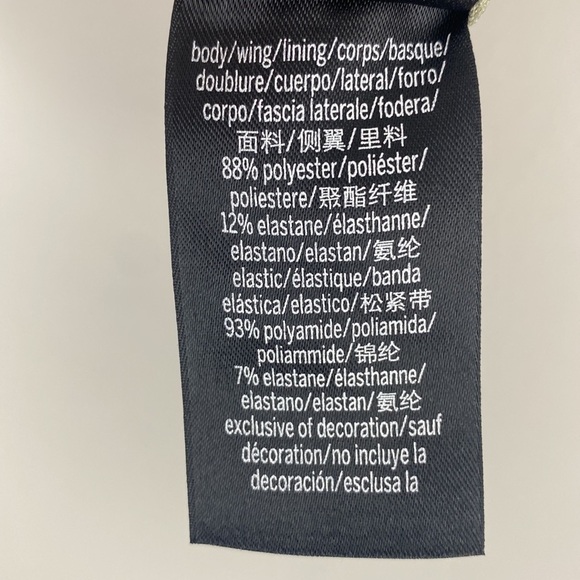 body/wing/lining/corps/basque/
doublure/cuerpo/lateral/forro/
corpo/fascia laterale/fodera/
面料/侧翼/里料
88% polyester/poliéster/
poliestere/聚酯纤维
12% elastane/élasthanne/
elastano/elastan/氨纶
elastic/élastique/banda
elástica/elastico/松紧带
93% polyamide/poliamida/
poliammide/锦纶
7% elastane/élasthanne/
elastano/elastan/氨纶
exclusive of decoration/sauf
décoration/no incluye la
decoración/esclusa la